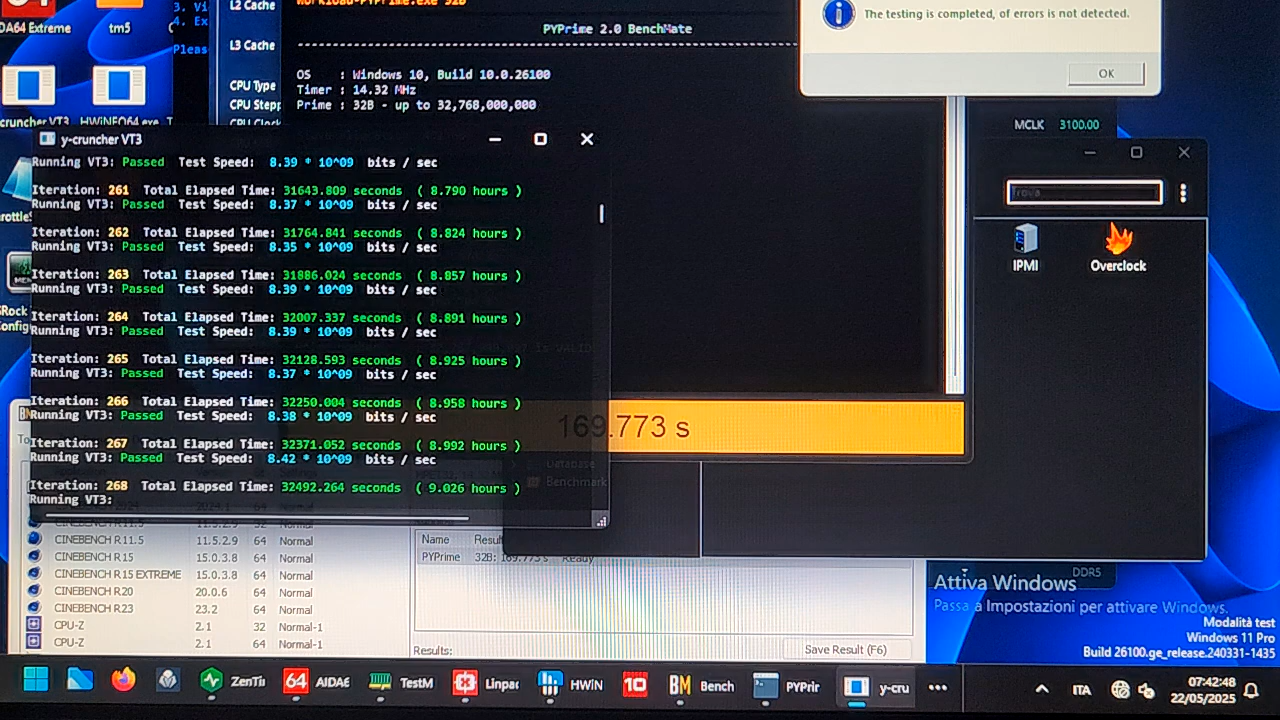 DA64 Extreme
tm5
3. Vi
4. Ex
Pleas
L2 Cache
L3 Cache
CPU Type
CPU Stepp
PYPrime 2.0 BenchMate
OS : Windows 10, Build 10.0.26100
Timer : 14.32 MHz
Prime : 32B - up to 32,768,000,000
The testing is completed, of errors is not detected.
OK
MCLK 3100.00
IPMI
Overclock
y-cruncher VT3
Running VT3: Passed Test Speed: 8.39 * 10^09 bits / sec
Iteration: 261 Total Elapsed Time: 31643.809 seconds ( 8.790 hours )
Running VT3: Passed Test Speed: 8.37 * 10^09 bits / sec
Iteration: 262 Total Elapsed Time: 31764.841 seconds ( 8.824 hours )
Running VT3: Passed Test Speed: 8.35 * 10^09 bits / sec
Iteration: 263 Total Elapsed Time: 31886.024 seconds ( 8.857 hours )
Running VT3: Passed Test Speed: 8.39 * 10^09 bits / sec
Iteration: 264 Total Elapsed Time: 32007.337 seconds ( 8.891 hours )
Running VT3: Passed Test Speed: 8.39 * 10^09 bits / sec
Iteration: 265 Total Elapsed Time: 32128.593 seconds ( 8.925 hours )
Running VT3: Passed Test Speed: 8.37 * 10^09 bits / sec
Iteration: 266 Total Elapsed Time: 32250.004 seconds ( 8.958 hours )
Running VT3: Passed Test Speed: 8.38 * 10^09 bits / sec
Iteration: 267 Total Elapsed Time: 32371.052 seconds ( 8.992 hours )
Running VT3: Passed Test Speed: 8.42 * 10^09 bits / sec
Iteration: 268 Total Elapsed Time: 32492.264 seconds ( 9.026 hours )
Running VT3:
169.773 s
Database
Benchmark
CINEBENCH R11.5 11.5.2.9 64 Normal
CINEBENCH R15 15.0.3.8 64 Normal
CINEBENCH R15 EXTREME 15.0.3.8 64 Normal
CINEBENCH R20 20.0.6 64 Normal
CINEBENCH R23 23.2 64 Normal
CPU-Z 2.1 32 Normal-1
CPU-Z 2.1 64 Normal-1
Name Resul
PYPrime 32B: 169.773 s Ready
Results:
Save Result (F6)
DDR5
Attiva Windows
Passa a Impostazioni per attivare Windows.
Modalità test
Windows 11 Pro
Build 26100.ge_release.240331-1435
ZenTi
64 AIDAE
TestM
Linpac
HWiN
10
BM Bench
PYPrir
y-cru
ITA
07:42:48
22/05/2025